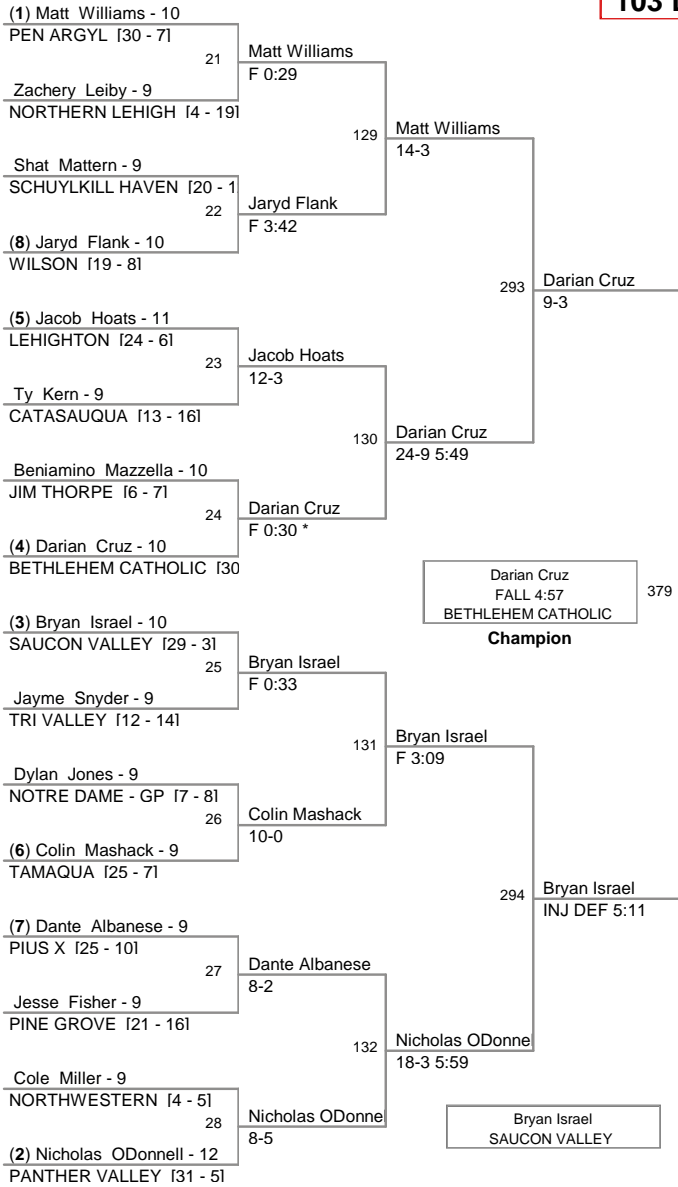 103 L
(1) Matt Williams - 10
PEN ARGYL [30 - 7]
21
Matt Williams
F 0:29
Zachery Leiby - 9
NORTHERN LEHIGH [4 - 19]
129
Matt Williams
14-3
Shat Mattern - 9
SCHUYLKILL HAVEN [20 - 1
22
Jaryd Flank
F 3:42
(8) Jaryd Flank - 10
WILSON [19 - 8]
293
Darian Cruz
9-3
(5) Jacob Hoats - 11
LEHIGHTON [24 - 6]
23
Jacob Hoats
12-3
Ty Kern - 9
CATASAUQUA [13 - 16]
130
Darian Cruz
24-9 5:49
Beniamino Mazzella - 10
JIM THORPE [6 - 7]
24
Darian Cruz
F 0:30 *
(4) Darian Cruz - 10
BETHLEHEM CATHOLIC [30
Darian Cruz
FALL 4:57
BETHLEHEM CATHOLIC
379
Champion
(3) Bryan Israel - 10
SAUCON VALLEY [29 - 3]
25
Bryan Israel
F 0:33
Jayme Snyder - 9
TRI VALLEY [12 - 14]
131
Bryan Israel
F 3:09
Dylan Jones - 9
NOTRE DAME - GP [7 - 8]
26
Colin Mashack
10-0
(6) Colin Mashack - 9
TAMAQUA [25 - 7]
294
Bryan Israel
INJ DEF 5:11
(7) Dante Albanese - 9
PIUS X [25 - 10]
27
Dante Albanese
8-2
Jesse Fisher - 9
PINE GROVE [21 - 16]
132
Nicholas ODonnel
18-3 5:59
Cole Miller - 9
NORTHWESTERN [4 - 5]
28
Nicholas ODonnel
8-5
(2) Nicholas ODonnell - 12
PANTHER VALLEY [31 - 5]
Bryan Israel
SAUCON VALLEY